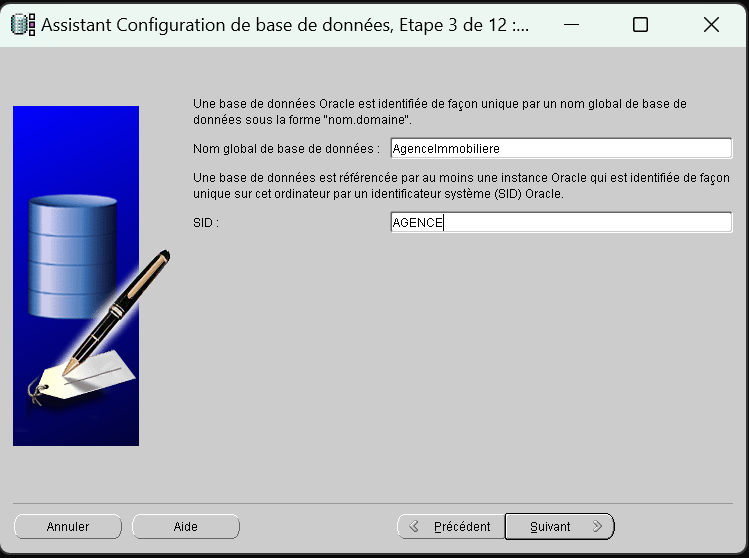 Assistant Configuration de base de données, Etape 3 de 12 :...
Une base de données Oracle est identifiée de façon unique par un nom global de base de
données sous la forme "nom.domaine".
Nom global de base de données : AgenceImmobiliere
Une base de données est référencée par au moins une instance Oracle qui est identifiée de façon
unique sur cet ordinateur par un identificateur système (SID) Oracle.
SID : AGENCE
Annuler Aide Précédent Suivant